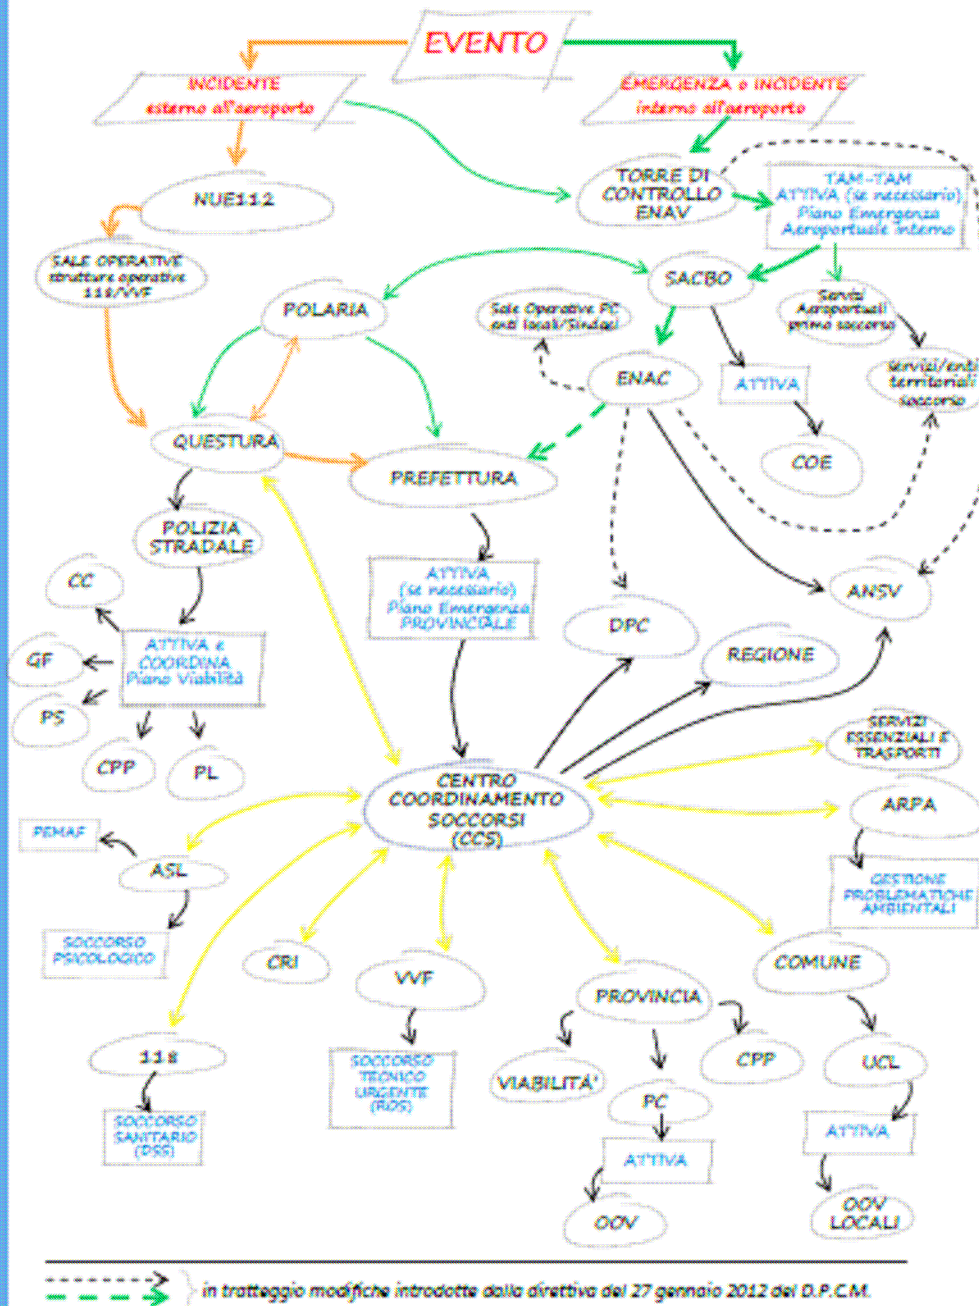 EVENTO
INCIDENTE
esterno all'aeroporto
EMERGENZA o INCIDENTE
interno all'aeroporto
NUE112
TORRE DI
CONTROLLO
ENAV
TAM-TAM
ATTIVA (se necessario)
Piano Emergenza
Aeroportuale interno
SALE OPERATIVE
strutture operative
118/VVF
POLARIA
SACBO
Sale Operative PC
enti locali/Sindaci
Servizi
Aeroportuali
primo soccorso
ENAC
ATTIVA
Servizi/enti
territoriali
soccorso
QUESTURA
PREFETTURA
COE
POLIZIA
STRADALE
CC
ATTIVA
(se necessario)
Piano Emergenza
PROVINCIALE
ANSV
DPC
REGIONE
GF
ATTIVA e
COORDINA
Piano Viabilità
PS
CPP
PL
SERVIZI
ESSENZIALI E
TRASPORTI
CENTRO
COORDINAMENTO
SOCCORSI
(CCS)
ARPA
PEMAF
ASL
GESTIONE
PROBLEMATICHE
AMBIENTALI
SOCCORSO
PSICOLOGICO
CRI
VVF
PROVINCIA
COMUNE
118
SOCCORSO
TECNICO
URGENTE
(ROS)
VIABILITA'
CPP
UCL
PC
SOCCORSO
SANITARIO
(DSS)
ATTIVA
ATTIVA
OOV
OOV
LOCALI
in tratteggio modifiche introdotte dalla direttiva del 27 gennaio 2012 del D.P.C.M.